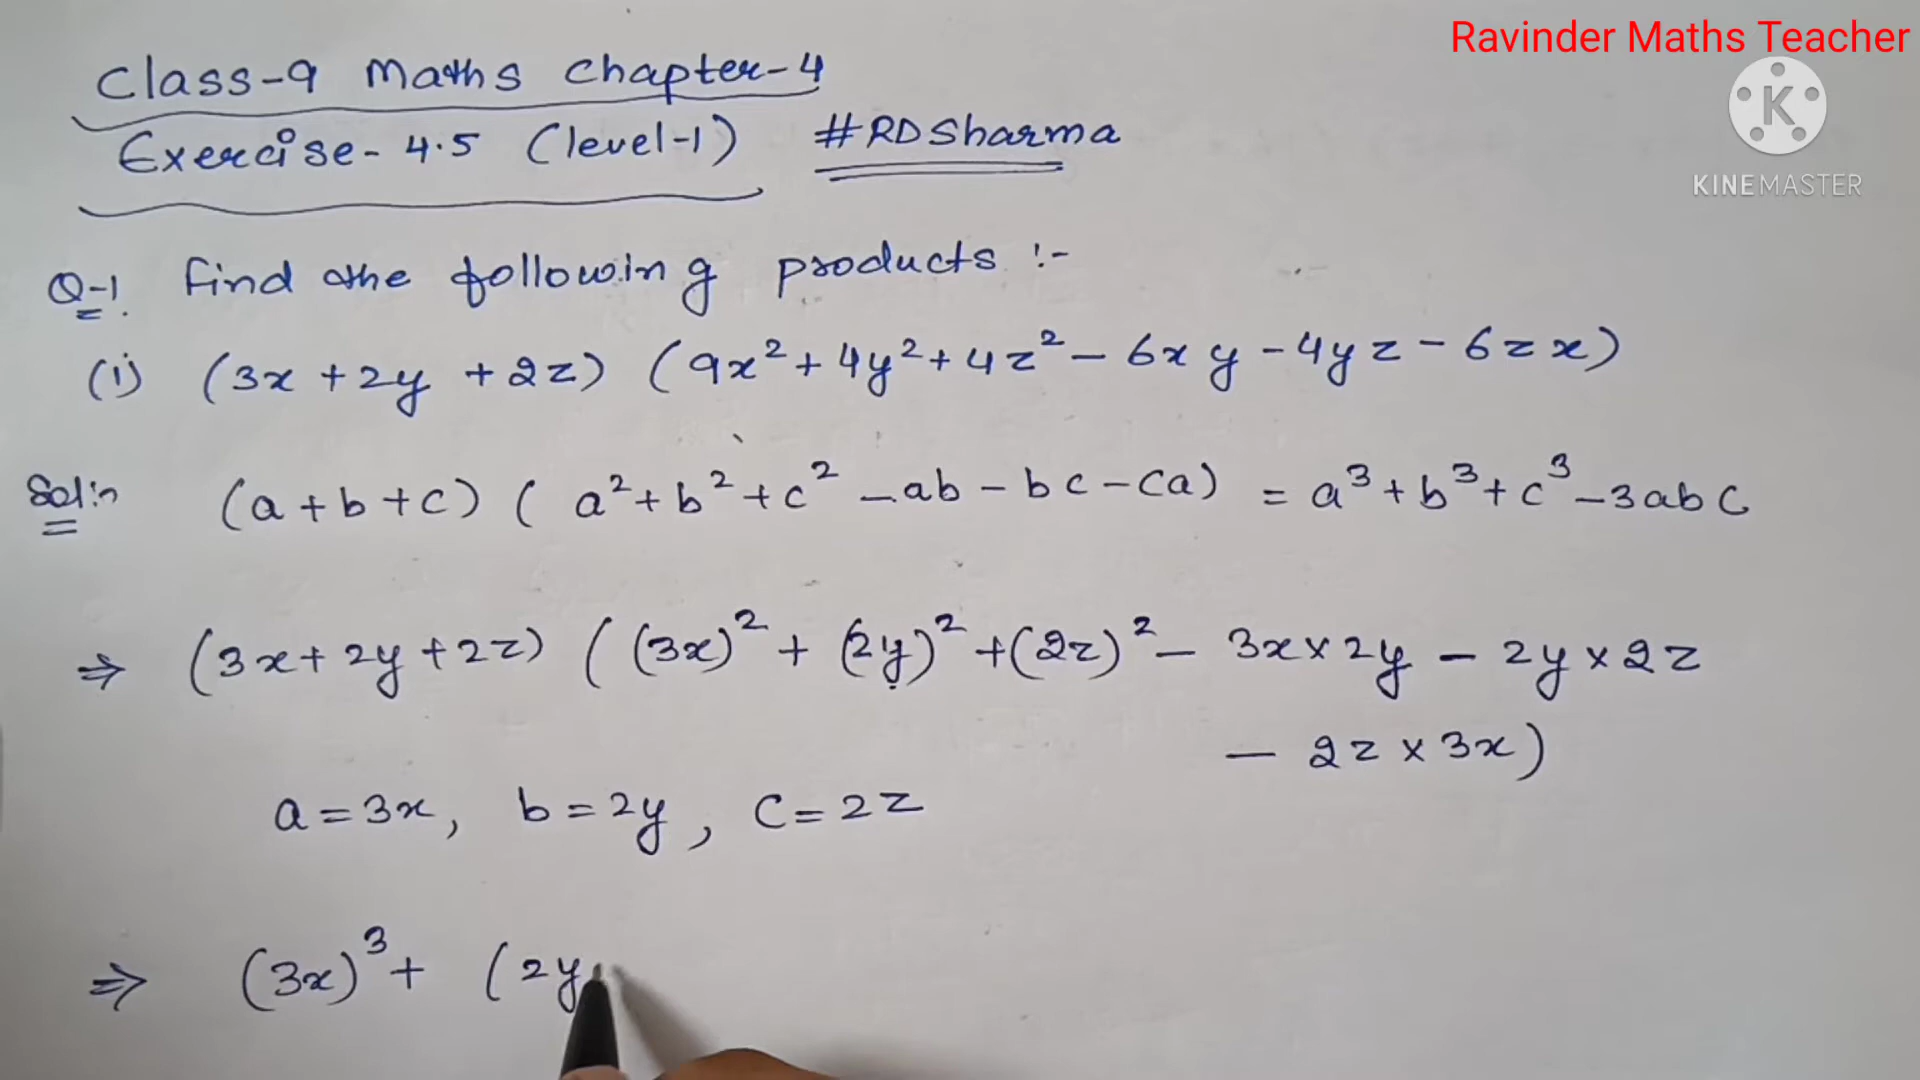 Ravinder Maths Teacher
KINEMASTER
Class-9 Maths Chapter-4
Exercise-4.5 (level-1) #RDSharma
Q-1. Find the following products :-
(i) (3x + 2y + 2z) (9x² + 4y² + 4z² - 6xy - 4yz - 6zx)
Sol:n (a + b + c) ( a² + b² + c² - ab - bc - ca) = a³ + b³ + c³ - 3abc
⇒ (3x + 2y + 2z) ( (3x)² + (2y)² + (2z)² - 3x × 2y - 2y × 2z
- 2z × 3x)
a = 3x, b = 2y, c = 2z
⇒ (3x)³ + (2y